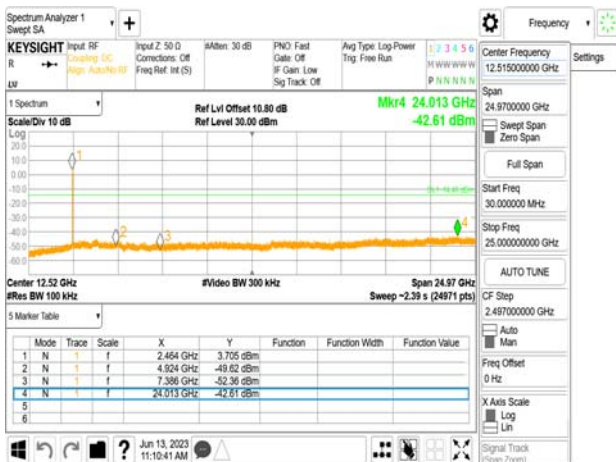 Spectrum Analyzer 1
Swept SA
Frequency
KEYSIGHT
Input: RF
Coupling: DC
Align: Auto/No RF
Input Z: 50 Ω
Corrections: Off
Freq Ref: Int (S)
#Atten: 30 dB
PNO: Fast
Gate: Off
IF Gain: Low
Sig Track: Off
Avg Type: Log-Power
Trig: Free Run
1 2 3 4 5 6
M W W W W W
P N N N N N
R
LXI
1 Spectrum
Scale/Div 10 dB
Ref Lvl Offset 10.80 dB
Ref Level 30.00 dBm
Mkr4 24.013 GHz
-42.61 dBm
Log
20.0
10.0
0.00
-10.0
-20.0
-30.0
-40.0
-50.0
-60.0
1
2
3
4
Center 12.52 GHz
#Video BW 300 kHz
Span 24.97 GHz
#Res BW 100 kHz
Sweep ~2.39 s (24971 pts)
5 Marker Table
Mode Trace Scale X Y Function Function Width Function Value
1 N 1 f 2.464 GHz 3.705 dBm
2 N 1 f 4.924 GHz -49.62 dBm
3 N 1 f 7.386 GHz -52.36 dBm
4 N 1 f 24.013 GHz -42.61 dBm
5
6
?
Jun 13, 2023
11:10:41 AM
Center Frequency
12.515000000 GHz
Settings
Span
24.9700000 GHz
Swept Span
Zero Span
Full Span
Start Freq
30.000000 MHz
Stop Freq
25.000000000 GHz
AUTO TUNE
CF Step
2.497000000 GHz
Auto
Man
Freq Offset
0 Hz
X Axis Scale
Log
Lin
Signal Track
(Span Zoom)